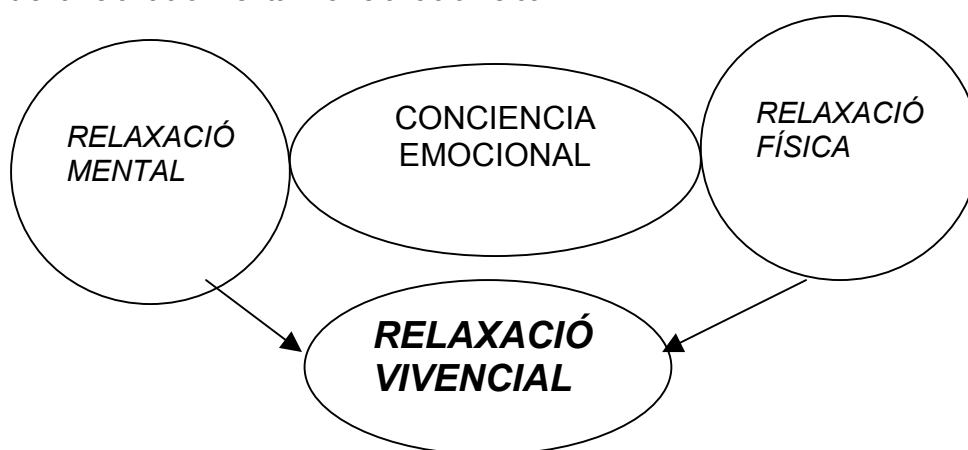 RELAXACIÓ
MENTAL
CONCIENCIA
EMOCIONAL
RELAXACIÓ
FÍSICA
RELAXACIÓ
VIVENCIAL